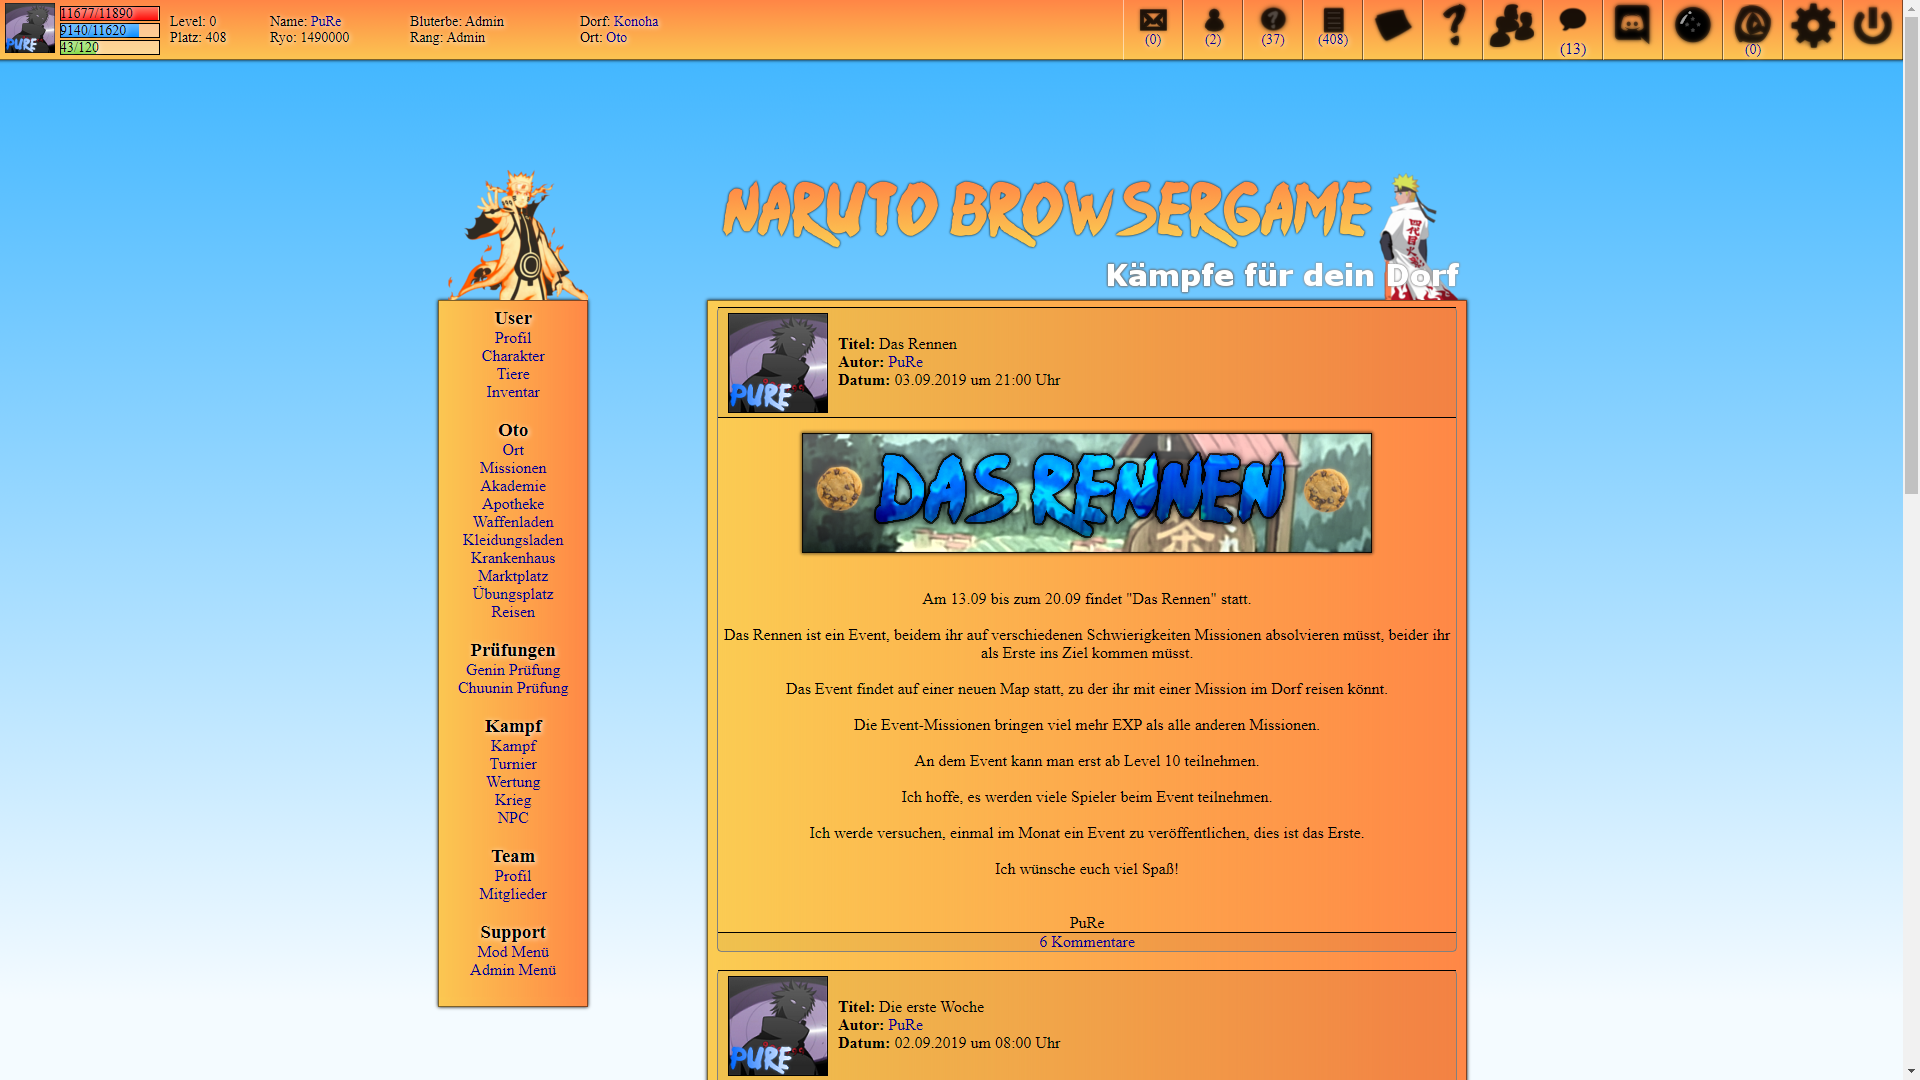 11677/11890
9140/11620
43/120
Level: 0
Platz: 408
Name: PuRe
Ryo: 1490000
Bluterbe: Admin
Rang: Admin
Dorf: Konoha
Ort: Oto
(0)
(2)
(37)
(408)
(13)
(0)
NARUTO BROWSERGAME
Kämpfe für dein Dorf
User
Profil
Charakter
Tiere
Inventar
Oto
Ort
Missionen
Akademie
Apotheke
Waffenladen
Kleidungsladen
Krankenhaus
Marktplatz
Übungsplatz
Reisen
Prüfungen
Genin Prüfung
Chuunin Prüfung
Kampf
Kampf
Turnier
Wertung
Krieg
NPC
Team
Profil
Mitglieder
Support
Mod Menü
Admin Menü
PURE
Titel: Das Rennen
Autor: PuRe
Datum: 03.09.2019 um 21:00 Uhr
DAS RENNEN
Am 13.09 bis zum 20.09 findet "Das Rennen" statt.
Das Rennen ist ein Event, beidem ihr auf verschiedenen Schwierigkeiten Missionen absolvieren müsst, beider ihr
als Erste ins Ziel kommen müsst.
Das Event findet auf einer neuen Map statt, zu der ihr mit einer Mission im Dorf reisen könnt.
Die Event-Missionen bringen viel mehr EXP als alle anderen Missionen.
An dem Event kann man erst ab Level 10 teilnehmen.
Ich hoffe, es werden viele Spieler beim Event teilnehmen.
Ich werde versuchen, einmal im Monat ein Event zu veröffentlichen, dies ist das Erste.
Ich wünsche euch viel Spaß!
PuRe
6 Kommentare
PURE
Titel: Die erste Woche
Autor: PuRe
Datum: 02.09.2019 um 08:00 Uhr